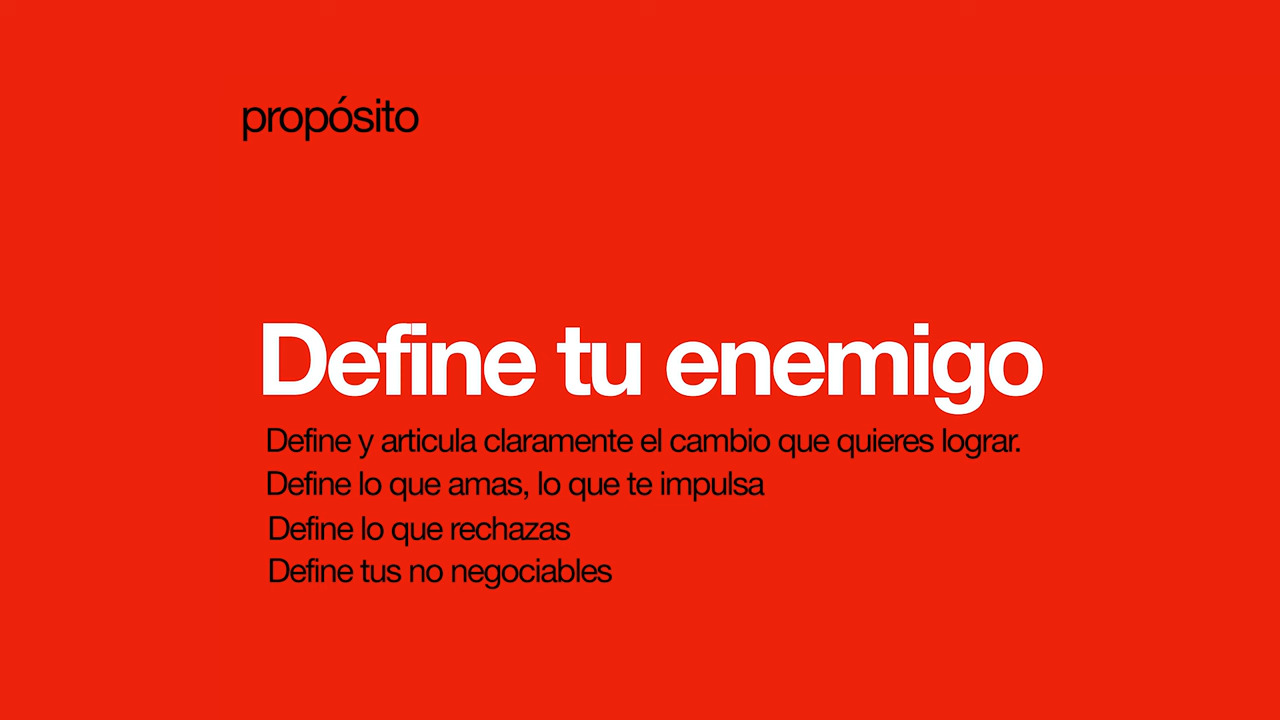 propósito
Define tu enemigo
Define y articula claramente el cambio que quieres lograr.
Define lo que amas, lo que te impulsa
Define lo que rechazas
Define tus no negociables